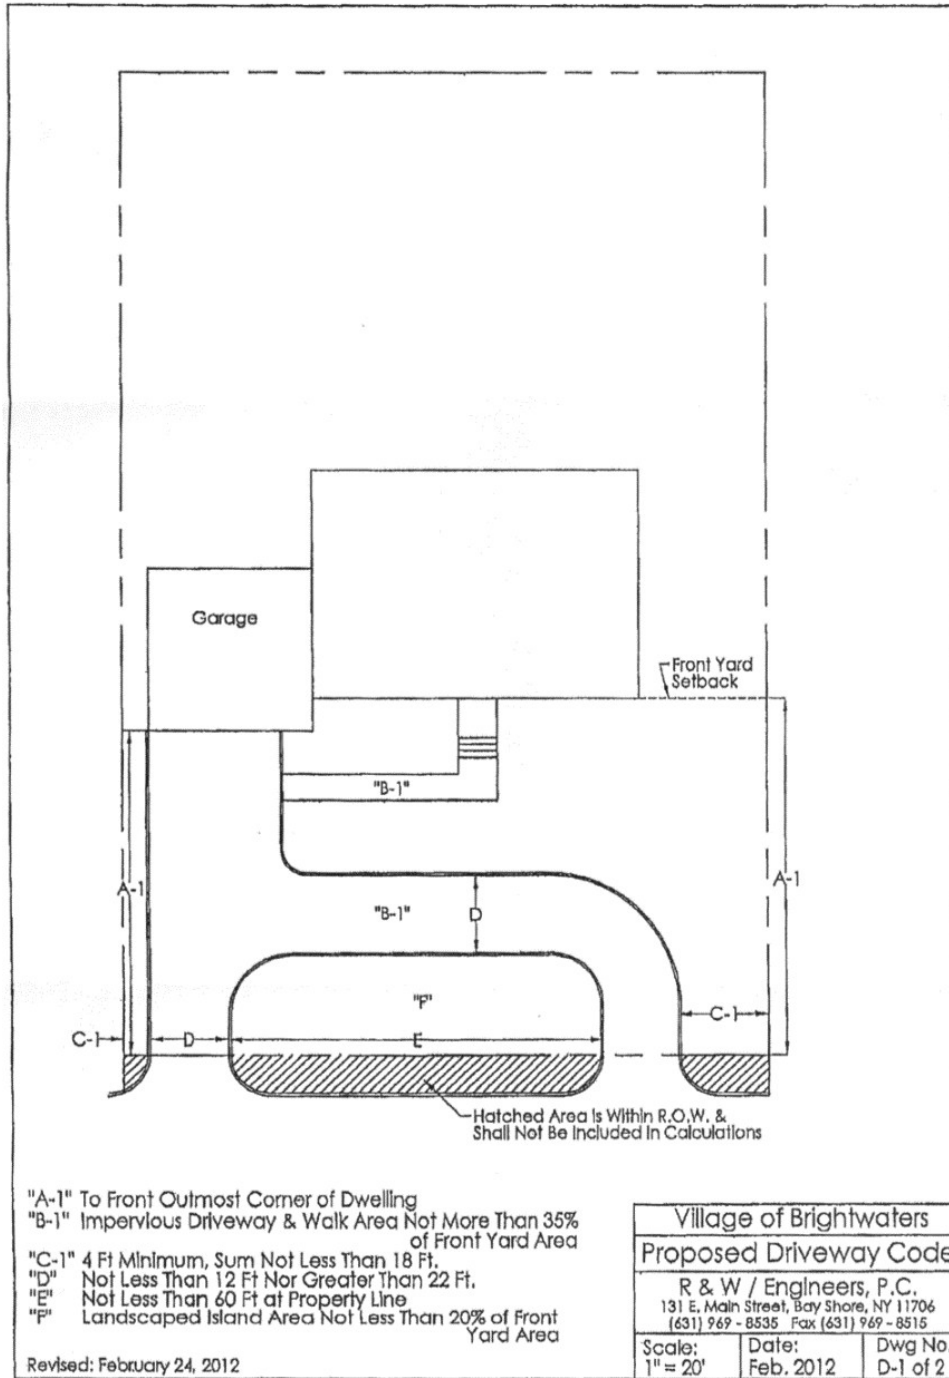 Garage
Front Yard
Setback
"B-1"
A-1
A-1
"B-1"
D
"F"
C-1
C-1
D
E
Hatched Area Is Within R.O.W. &
Shall Not Be Included In Calculations
"A-1" To Front Outmost Corner of Dwelling
"B-1" Impervious Driveway & Walk Area Not More Than 35%
of Front Yard Area
"C-1" 4 Ft Minimum, Sum Not Less Than 18 Ft.
"D" Not Less Than 12 Ft Nor Greater Than 22 Ft.
"E" Not Less Than 60 Ft at Property Line
"F" Landscaped Island Area Not Less Than 20% of Front
Yard Area
Revised: February 24, 2012
Village of Brightwaters
Proposed Driveway Code
R & W / Engineers, P.C.
131 E. Main Street, Bay Shore, NY 11706
(631) 969 - 8535 Fax (631) 969 - 8515
Scale:
1" = 20'
Date:
Feb. 2012
Dwg No.
D-1 of 2